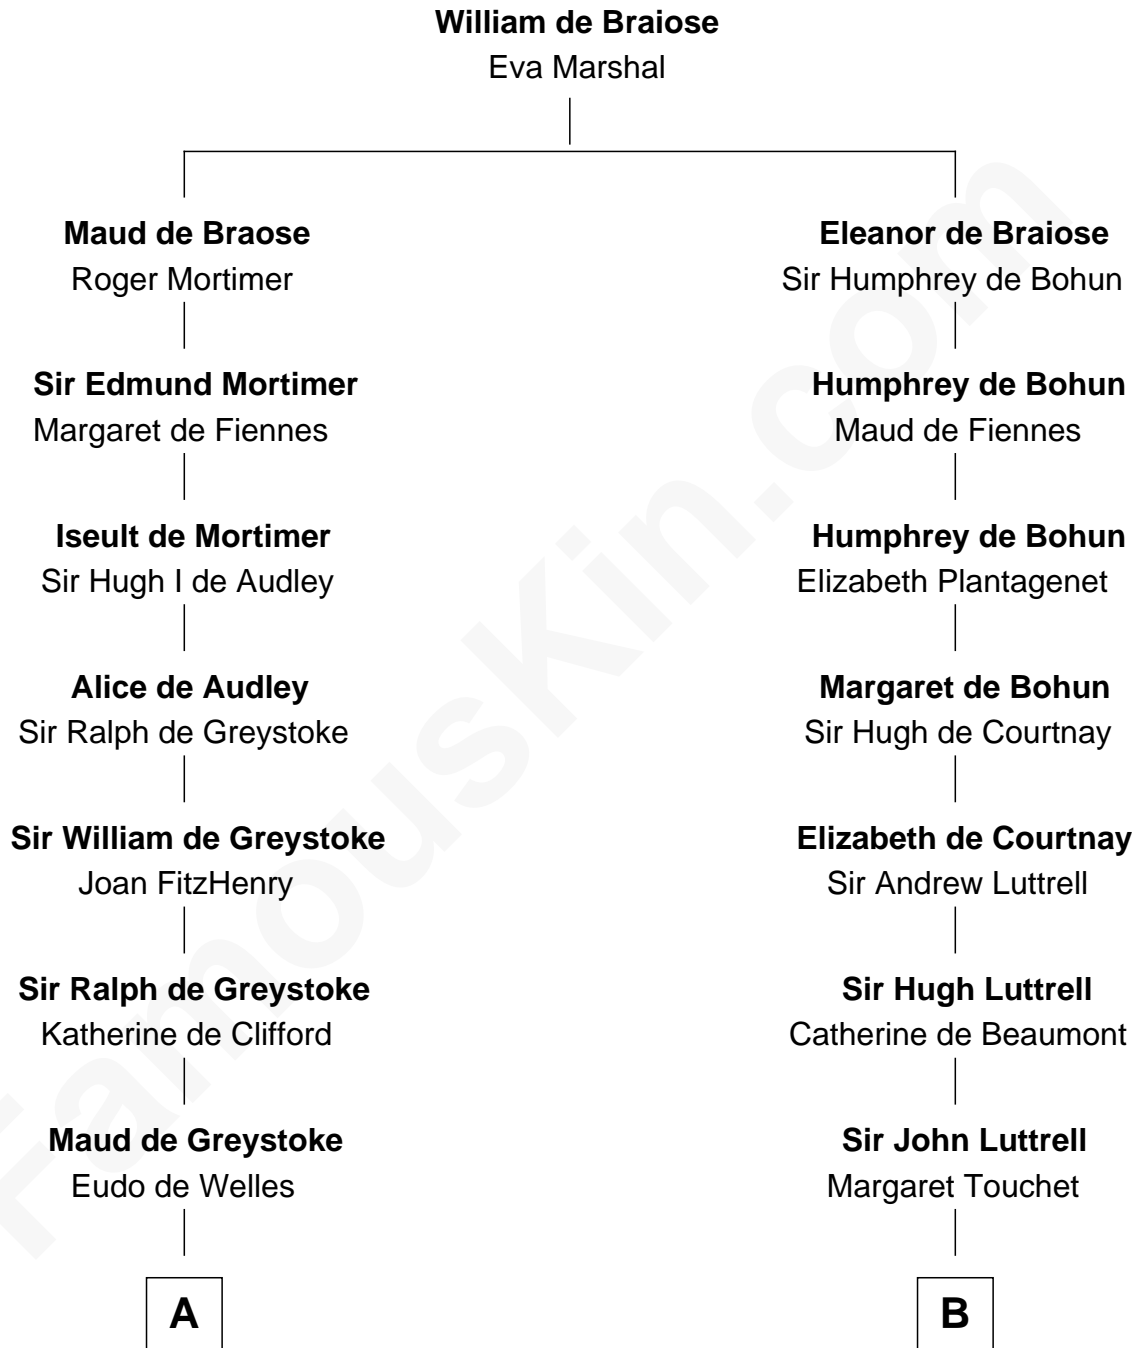 William de Braiose
Eva Marshal
Maud de Braose
Roger Mortimer
Eleanor de Braiose
Sir Humphrey de Bohun
Sir Edmund Mortimer
Margaret de Fiennes
Humphrey de Bohun
Maud de Fiennes
Iseult de Mortimer
Sir Hugh I de Audley
Humphrey de Bohun
Elizabeth Plantagenet
Alice de Audley
Sir Ralph de Greystoke
Margaret de Bohun
Sir Hugh de Courtnay
Sir William de Greystoke
Joan FitzHenry
Elizabeth de Courtnay
Sir Andrew Luttrell
Sir Ralph de Greystoke
Katherine de Clifford
Sir Hugh Luttrell
Catherine de Beaumont
Maud de Greystoke
Eudo de Welles
Sir John Luttrell
Margaret Touchet
A
B
FamousKin.com